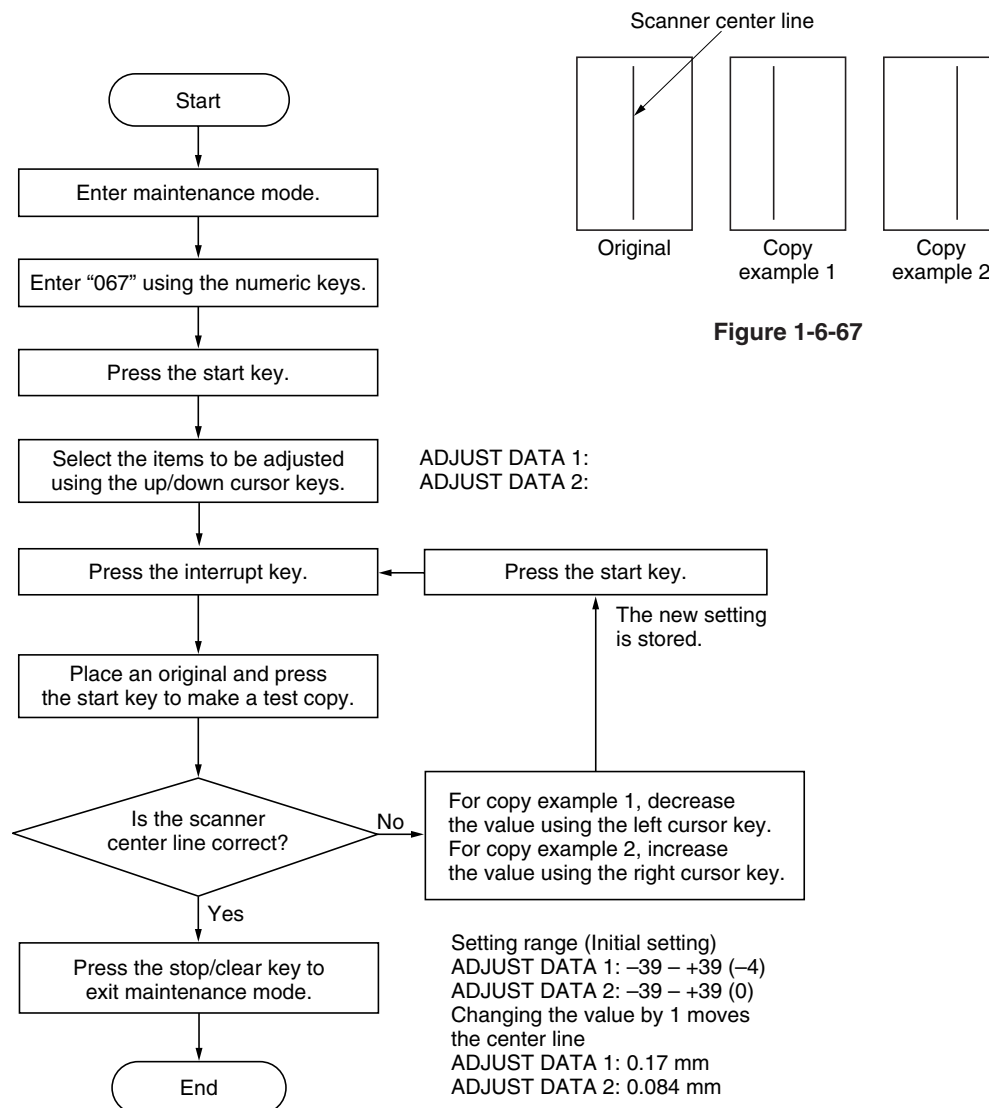 Scanner center line
Original
Copy
example 1
Copy
example 2
Figure 1-6-67
Start
Enter maintenance mode.
Enter “067” using the numeric keys.
Press the start key.
Select the items to be adjusted
using the up/down cursor keys.
ADJUST DATA 1:
ADJUST DATA 2:
Press the interrupt key.
Press the start key.
The new setting
is stored.
Place an original and press
the start key to make a test copy.
Is the scanner
center line correct?
No
For copy example 1, decrease
the value using the left cursor key.
For copy example 2, increase
the value using the right cursor key.
Yes
Press the stop/clear key to
exit maintenance mode.
End
Setting range (Initial setting)
ADJUST DATA 1: –39 – +39 (–4)
ADJUST DATA 2: –39 – +39 (0)
Changing the value by 1 moves
the center line
ADJUST DATA 1: 0.17 mm
ADJUST DATA 2: 0.084 mm